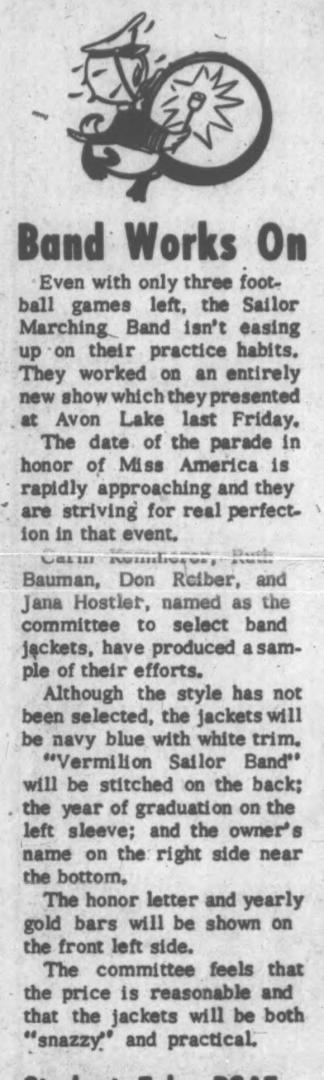 Band Works On
Even with only three foot-
ball games left, the Sailor
Marching Band isn't easing
up on their practice habits.
They worked on an entirely
new show which they presented
at Avon Lake last Friday.
The date of the parade in
honor of Miss America is
rapidly approaching and they
are striving for real perfect-
ion in that event.
Ruth
Bauman, Don Reiber, and
Jana Hostler, named as the
committee to select band
jackets, have produced a sam-
ple of their efforts.
Although the style has not
been selected, the jackets will
be navy blue with white trim.
"Vermilion Sailor Band"
will be stitched on the back;
the year of graduation on the
left sleeve; and the owner's
name on the right side near
the bottom.
The honor letter and yearly
gold bars will be shown on
the front left side.
The committee feels that
the price is reasonable and
that the jackets will be both
"snazzy" and practical.